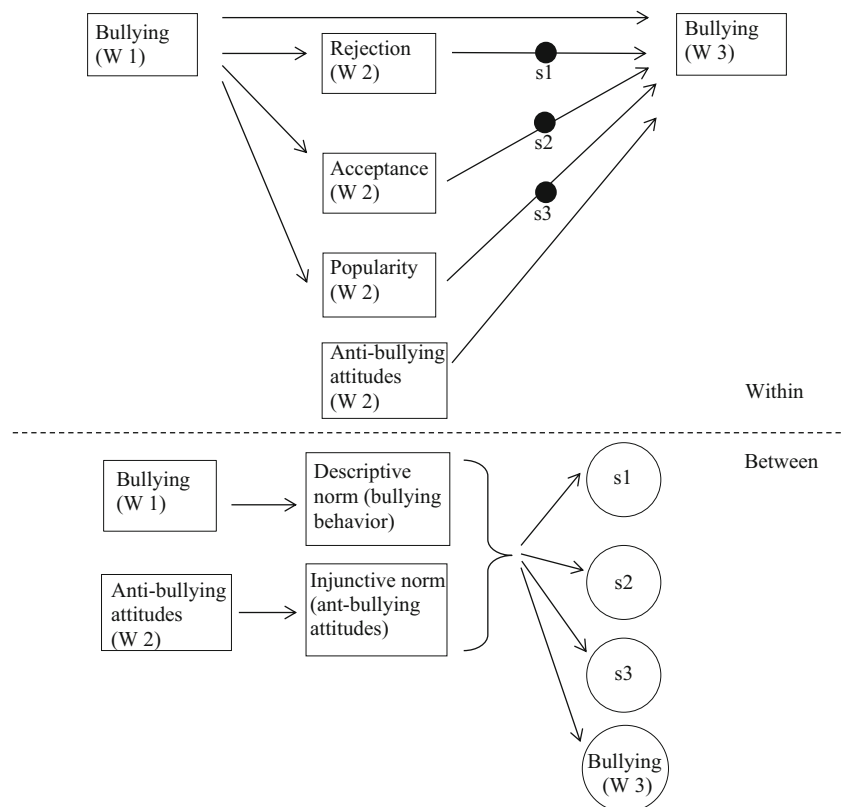 Bullying
(W 1)
Rejection
(W 2)
s1
Bullying
(W 3)
s2
Acceptance
(W 2)
s3
Popularity
(W 2)
Anti-bullying
attitudes
(W 2)
Within
Between
Bullying
(W 1)
Descriptive
norm (bullying
behavior)
s1
Anti-bullying
attitudes
(W 2)
Injunctive norm
(ant-bullying
attitudes)
s2
s3
Bullying
(W 3)